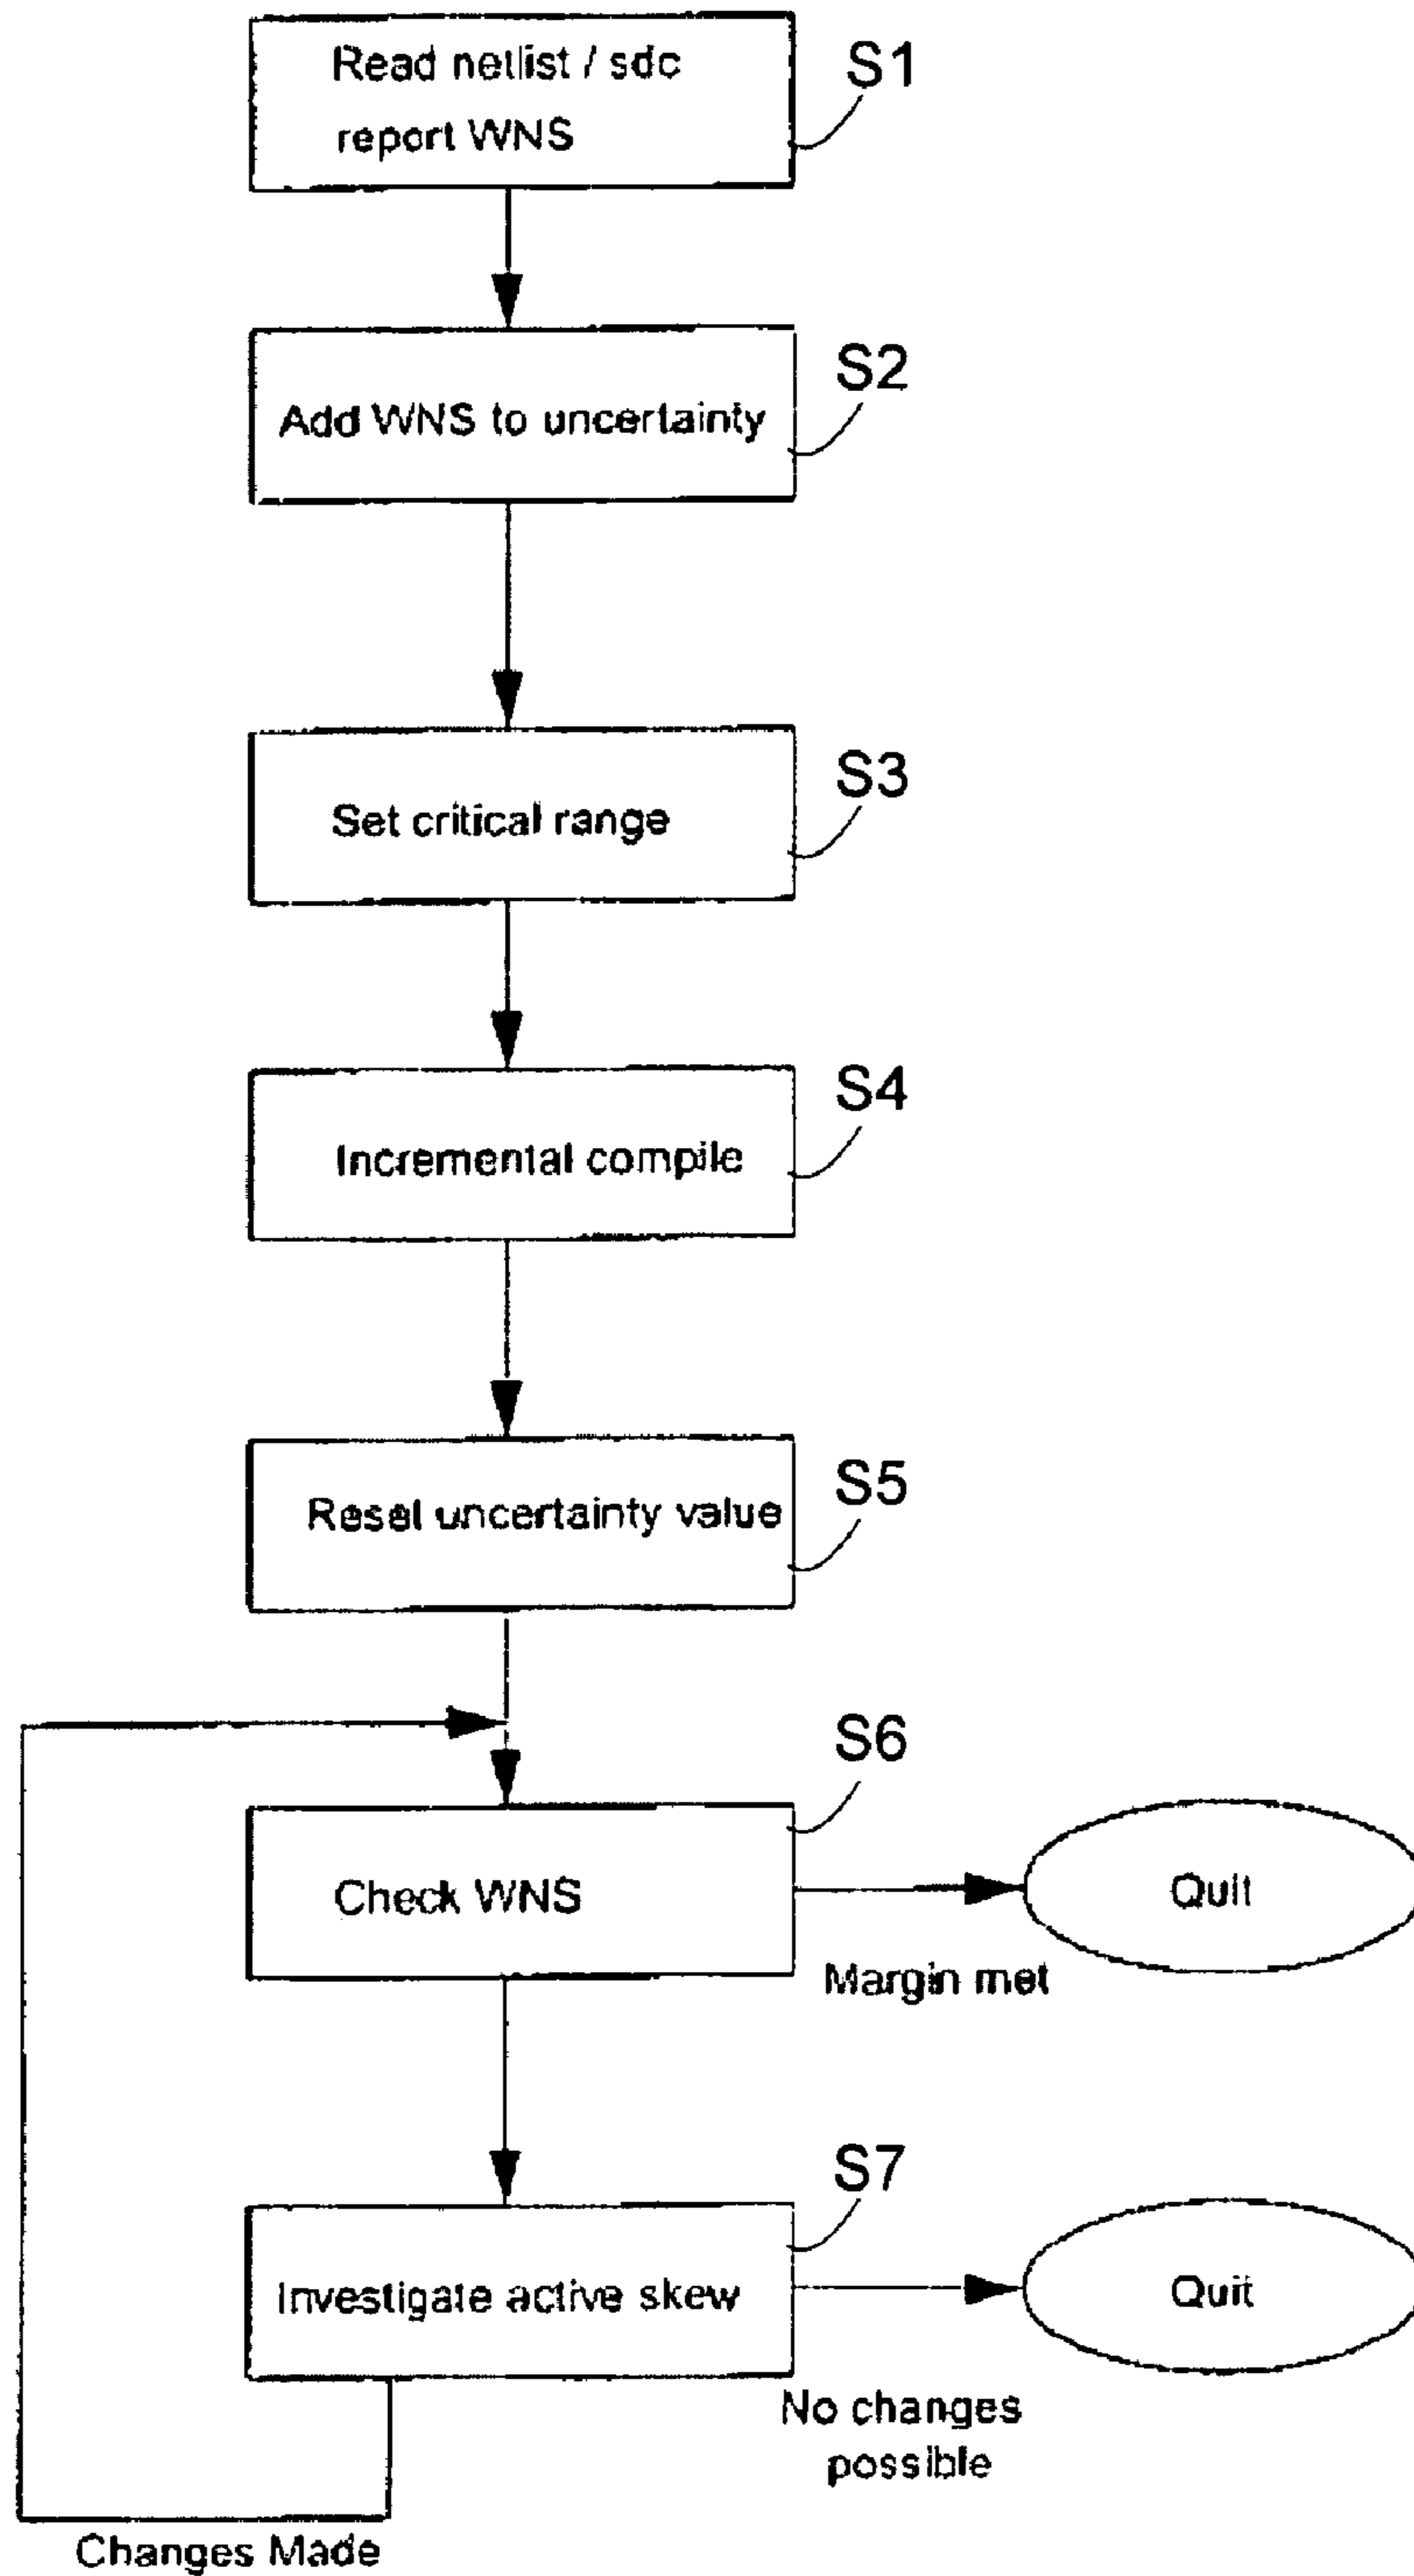 Read netlist / sdc
report WNS
S1
Add WNS to uncertainty
S2
Set critical range
S3
Incremental compile
S4
Reset uncertainty value
S5
Check WNS
S6
Quit
Margin met
Investigate active skew
S7
Quit
No changes
possible
Changes Made